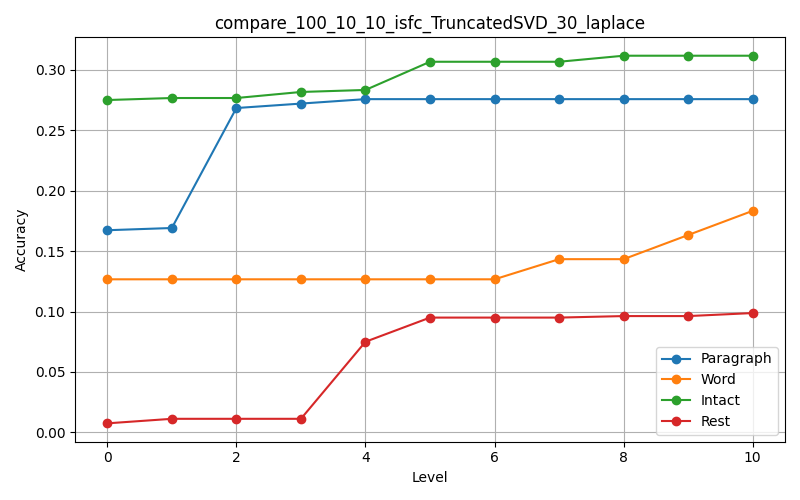 compare_100_10_10_isfc_TruncatedSVD_30_laplace
Accuracy
0.30
0.25
0.20
0.15
0.10
0.05
0.00
0 2 4 6 8 10
Level
Paragraph
Word
Intact
Rest